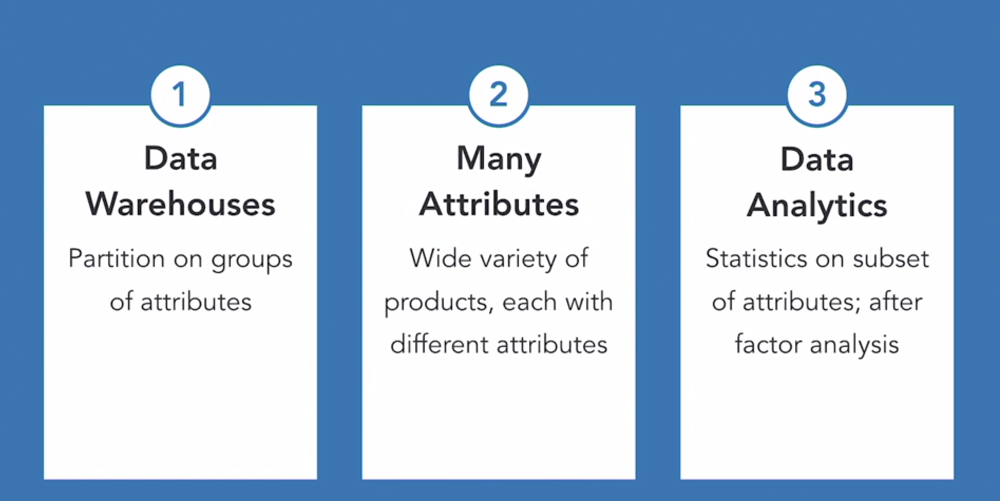 1
Data
Warehouses
Partition on groups
of attributes
2
Many
Attributes
Wide variety of
products, each with
different attributes
3
Data
Analytics
Statistics on subset
of attributes; after
factor analysis